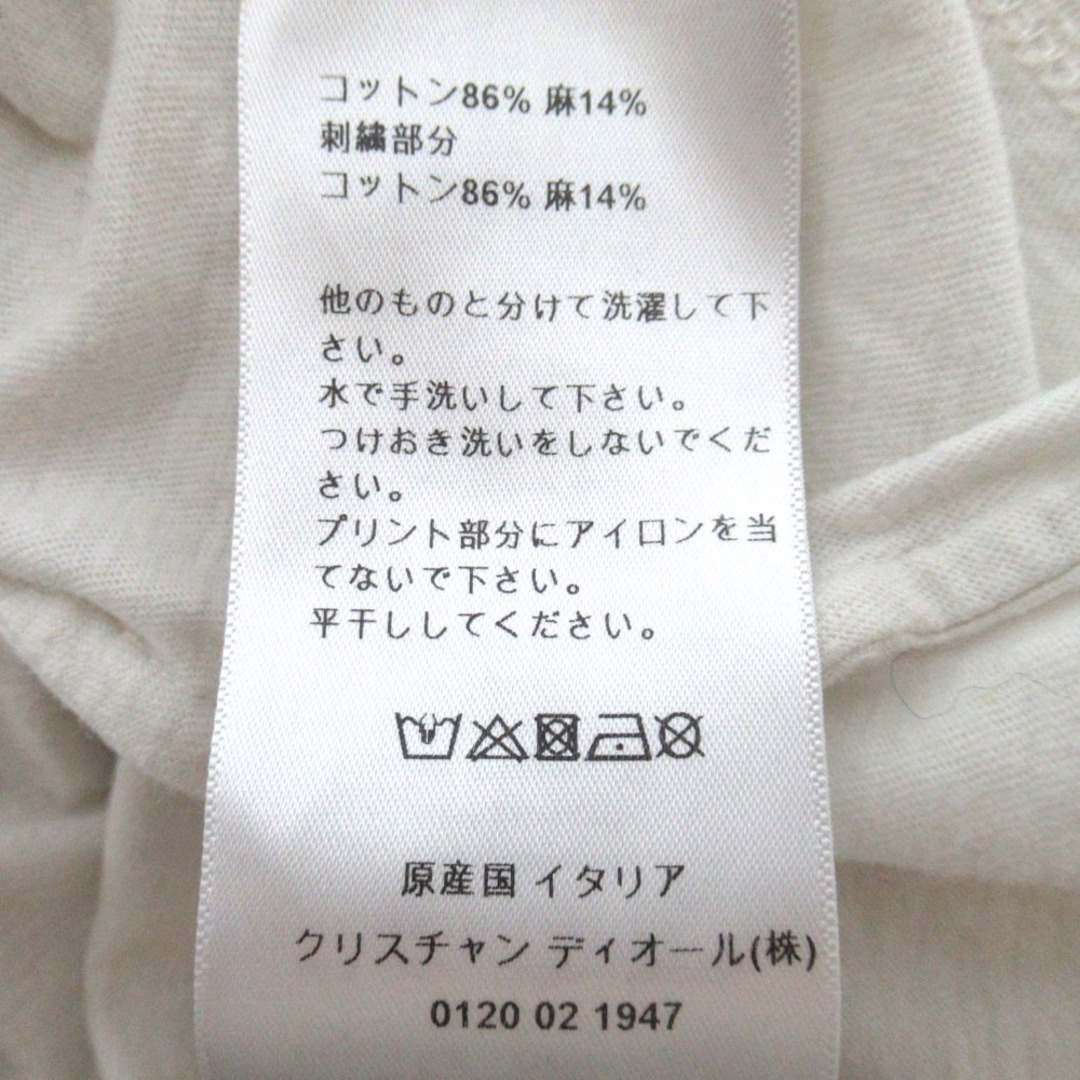 コットン86% 麻14%
刺繍部分
コットン86% 麻14%
他のものと分けて洗濯して下
さい。
水で手洗いして下さい。
つけおき洗いをしないでくだ
さい。
プリント部分にアイロンを当
てないで下さい。
平干ししてください。
原産国 イタリア
クリスチャン ディオール(株)
0120 02 1947